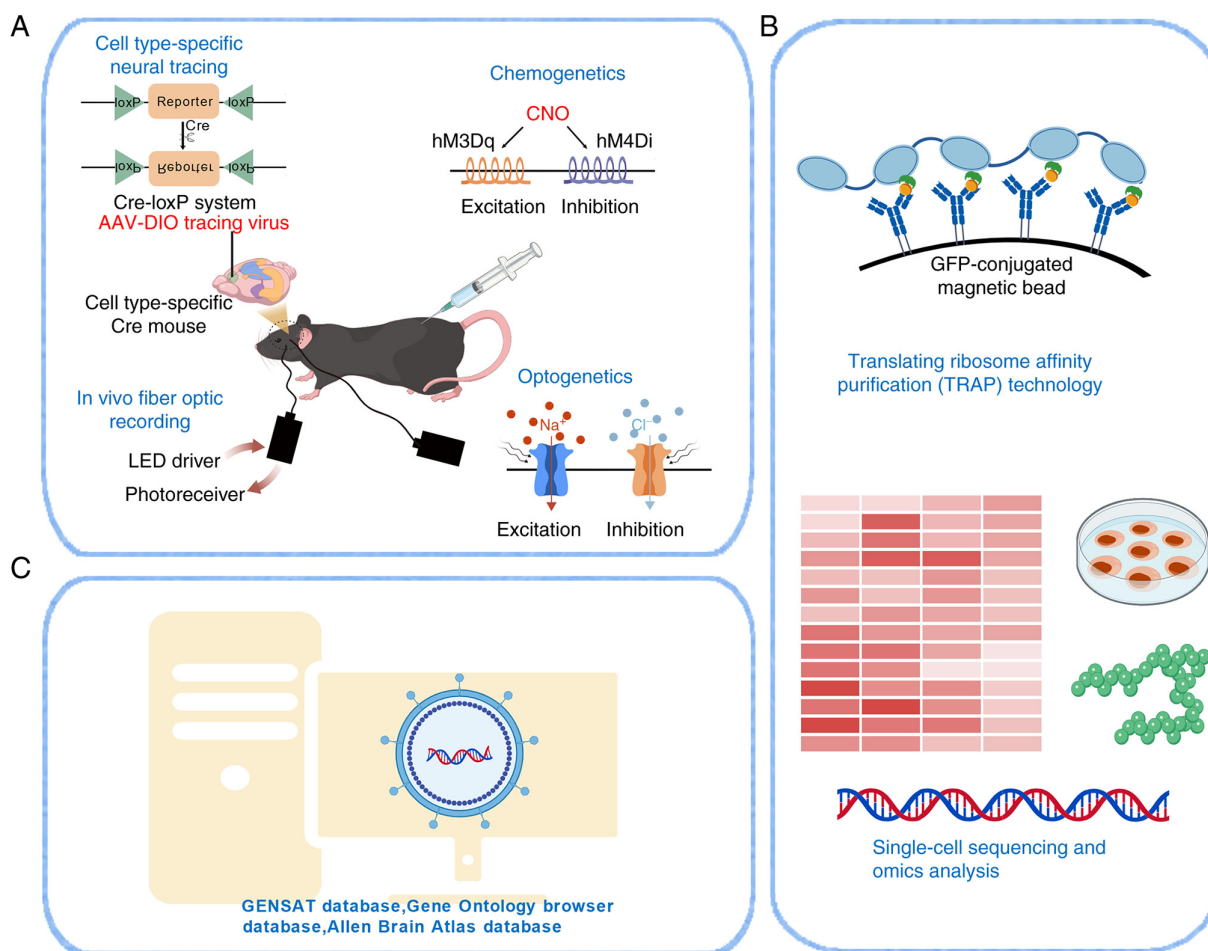 A
Cell type-specific
neural tracing
loxP Reporter loxP
Cre
loxP Reporter loxP
Cre-loxP system
AAV-DIO tracing virus
Cell type-specific
Cre mouse
Chemogenetics
CNO
hM3Dq hM4Di
Excitation Inhibition
In vivo fiber optic
recording
LED driver
Photoreceiver
Optogenetics
Na⁺ Cl⁻
Excitation Inhibition
B
GFP-conjugated
magnetic bead
Translating ribosome affinity
purification (TRAP) technology
Single-cell sequencing and
omics analysis
C
GENSAT database,Gene Ontology browser
database,Allen Brain Atlas database